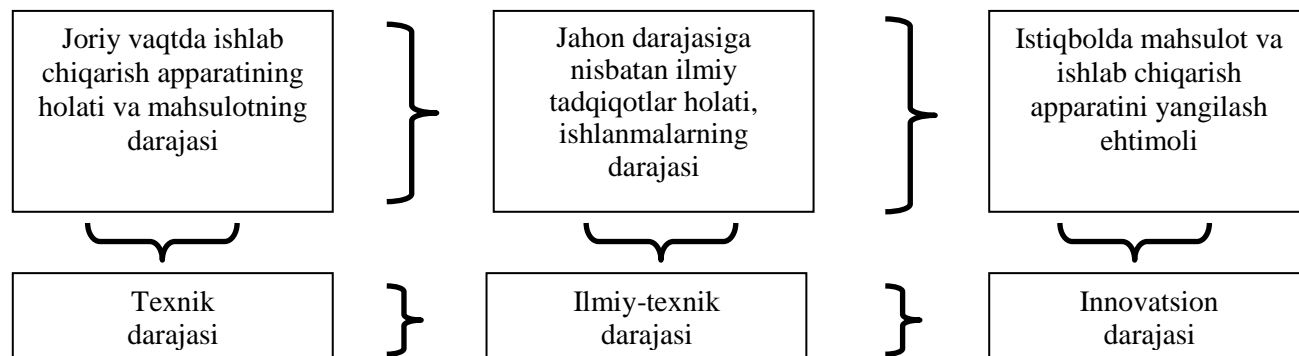 Joriy vaqtda ishlab
chiqarish apparatining
holati va mahsulotning
darajasi
Jahon darajasiga
nisbatan ilmiy
tadqiqotlar holati,
ishlanmalarning
darajasi
Istiqbolda mahsulot va
ishlab chiqarish
apparatini yangilash
ehtimoli
Texnik
darajasi
Ilmiy-texnik
darajasi
Innovatsion
darajasi